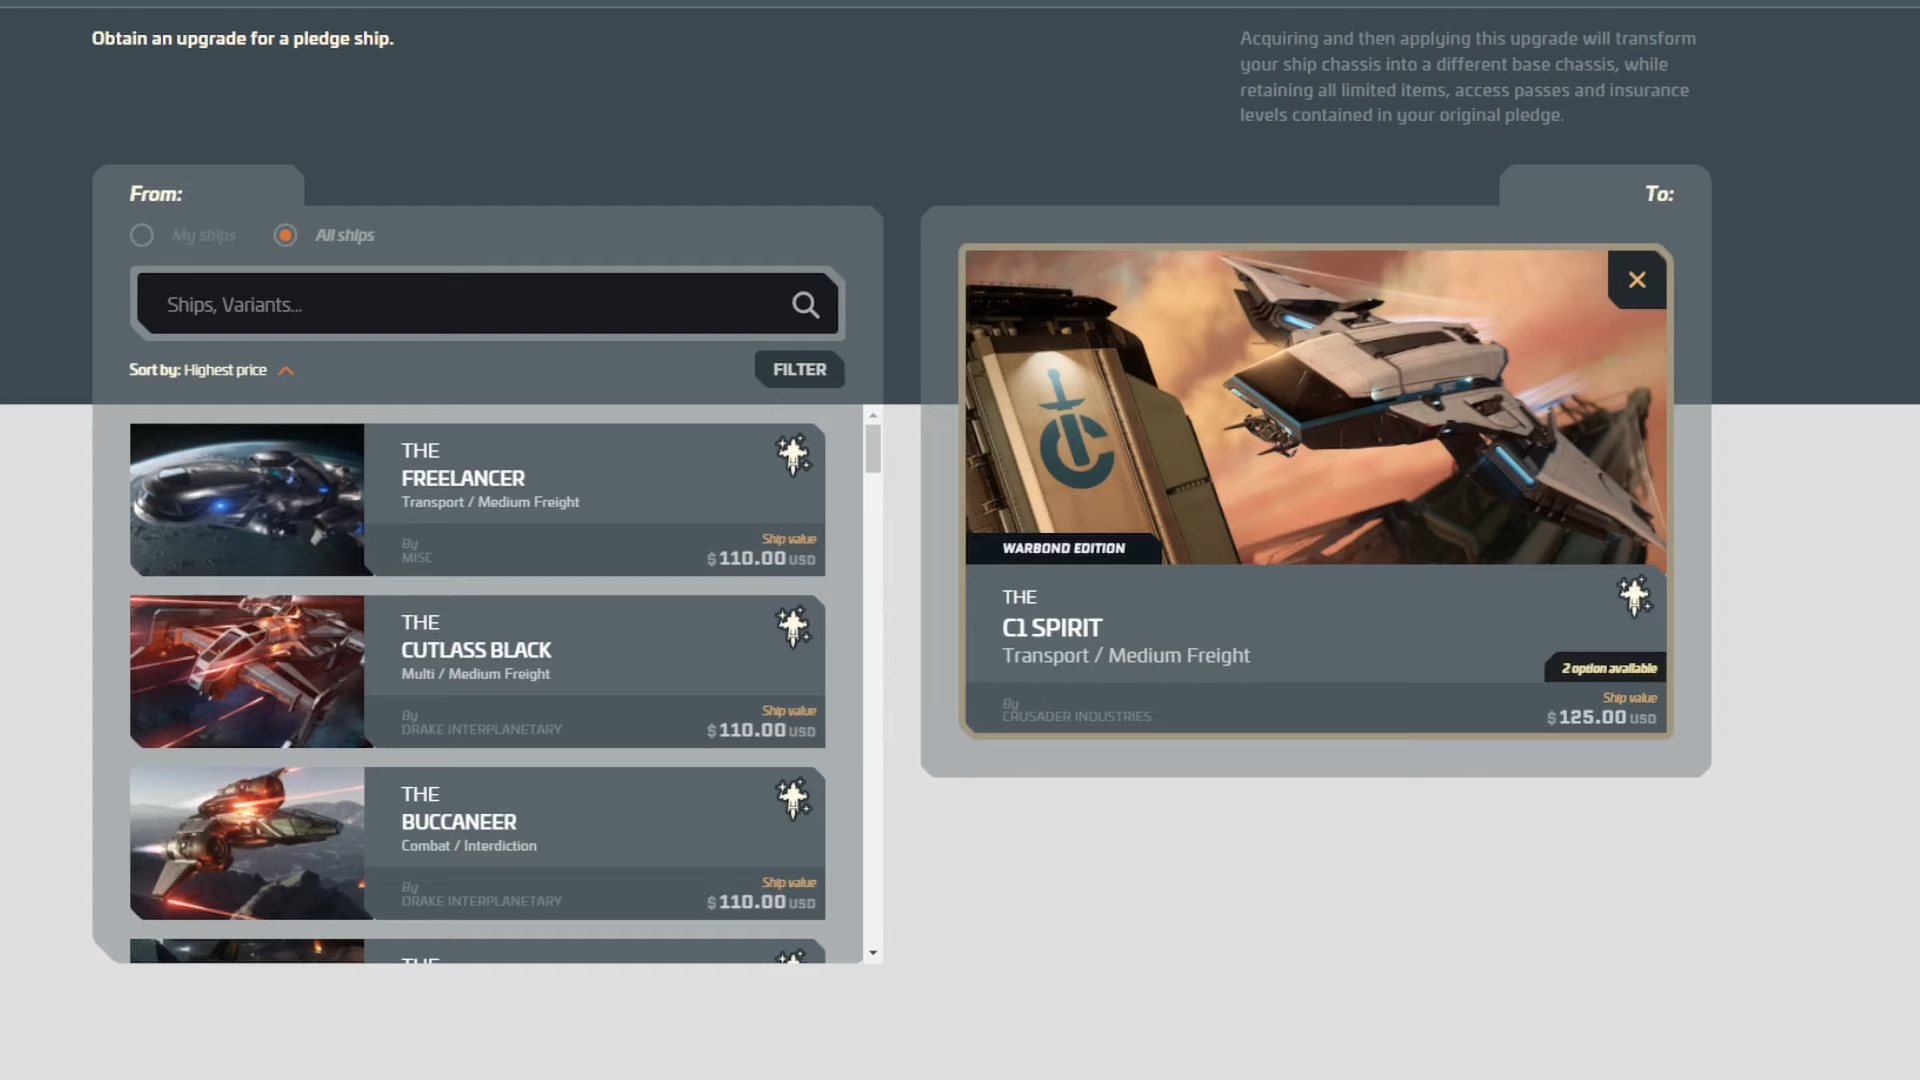 Obtain an upgrade for a pledge ship.
Acquiring and then applying this upgrade will transform
your ship chassis into a different base chassis, while
retaining all limited items, access passes and insurance
levels contained in your original pledge.
From:
My ships
All ships
Ships, Variants...
Sort by: Highest price
FILTER
THE
FREELANCER
Transport / Medium Freight
By
MISC
Ship value
$110.00 USD
THE
CUTLASS BLACK
Multi / Medium Freight
By
DRAKE INTERPLANETARY
Ship value
$110.00 USD
THE
BUCCANEER
Combat / Interdiction
By
DRAKE INTERPLANETARY
Ship value
$110.00 USD
THE
To:
WARBOND EDITION
THE
C1 SPIRIT
Transport / Medium Freight
2 option available
By
CRUSADER INDUSTRIES
Ship value
$125.00 USD